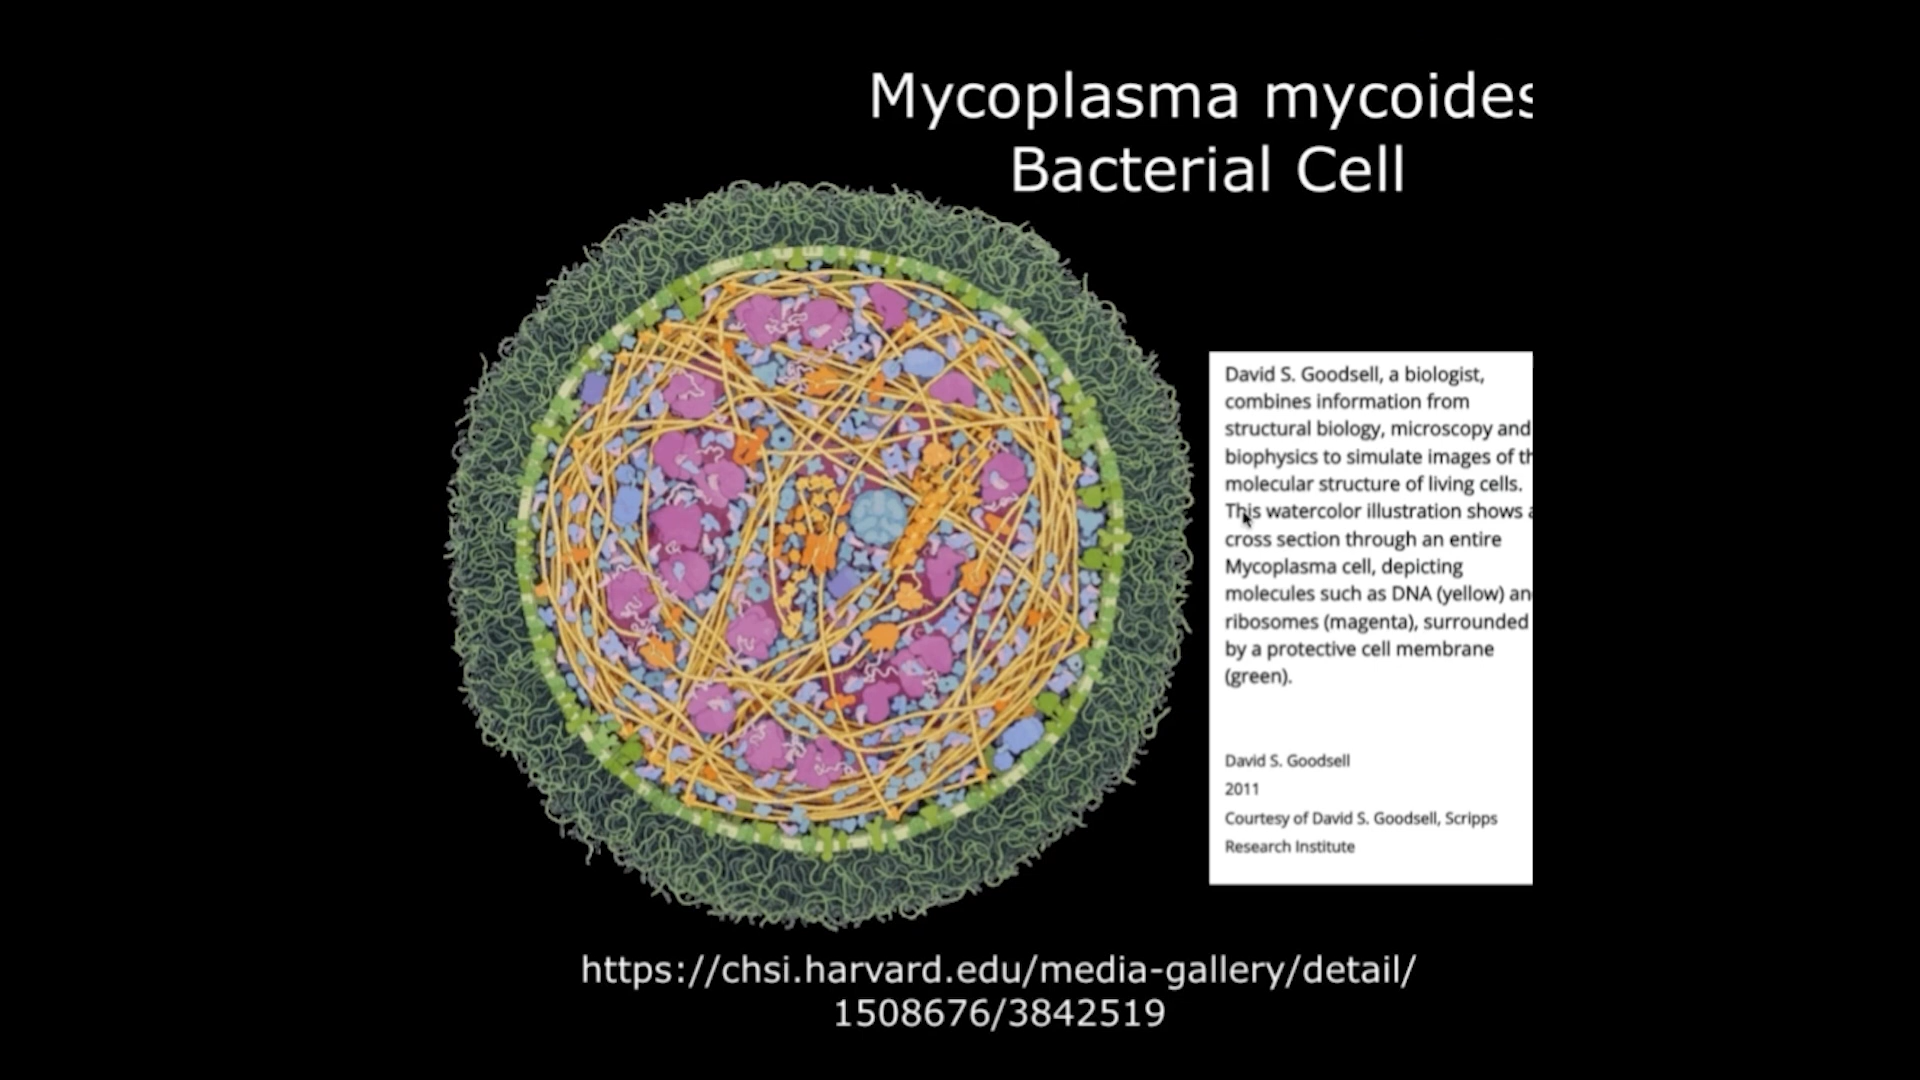 Mycoplasma mycoides
Bacterial Cell
David S. Goodsell, a biologist,
combines information from
structural biology, microscopy and
biophysics to simulate images of th
molecular structure of living cells.
This watercolor illustration shows a
cross section through an entire
Mycoplasma cell, depicting
molecules such as DNA (yellow) an
ribosomes (magenta), surrounded
by a protective cell membrane
(green).
David S. Goodsell
2011
Courtesy of David S. Goodsell, Scripps
Research Institute
https://chsi.harvard.edu/media-gallery/detail/
1508676/3842519